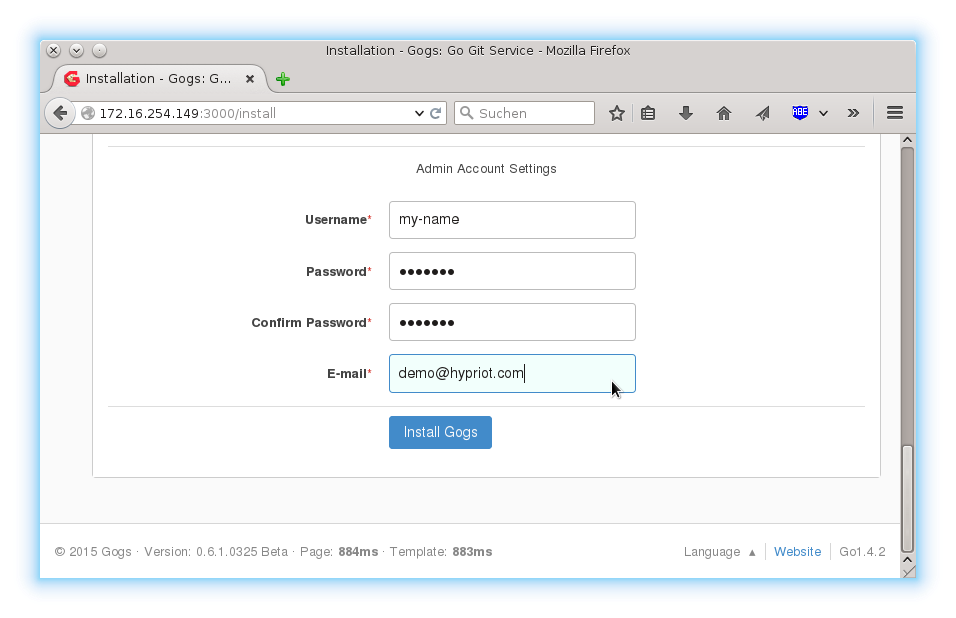 Installation - Gogs: Go Git Service - Mozilla Firefox
Installation - Gogs: G...
172.16.254.149:3000/install
Suchen
ABE
Admin Account Settings
Username*
my-name
Password*
•••••••
Confirm Password*
•••••••
E-mail*
demo@hypriot.com
Install Gogs
© 2015 Gogs · Version: 0.6.1.0325 Beta · Page: 884ms · Template: 883ms
Language ▲ Website Go1.4.2